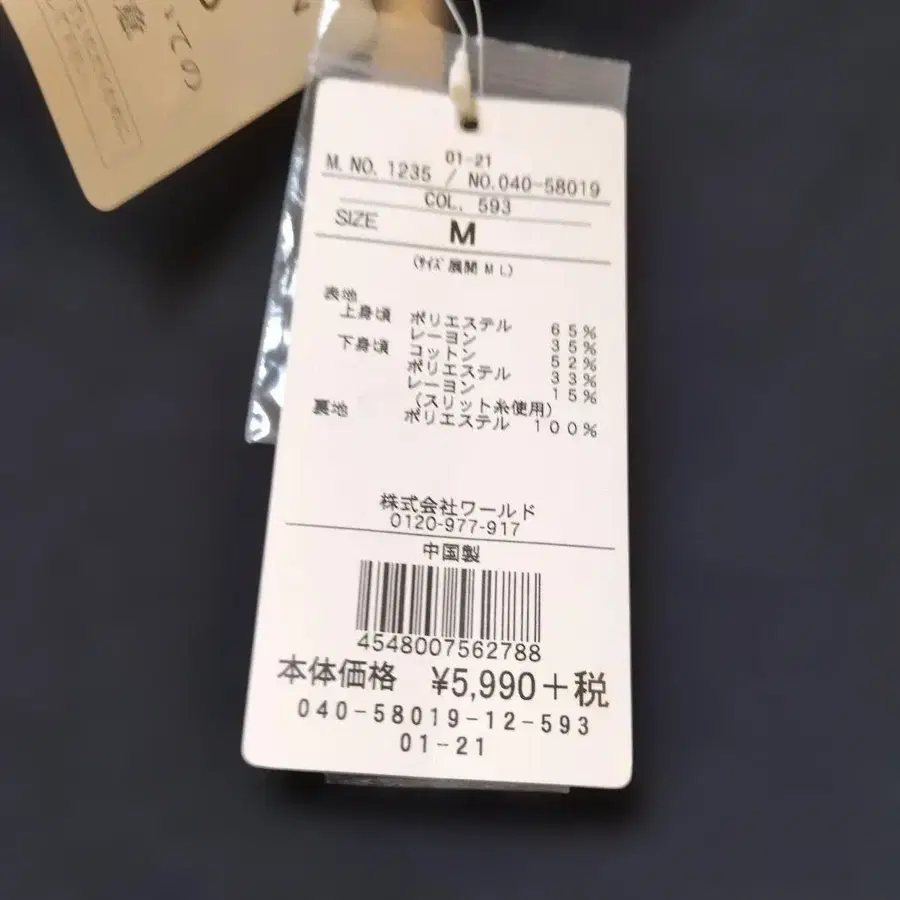 ての
意
01-21
M.NO. 1235 / NO.040-58019
COL. 593
SIZE M
(ｻｲｽﾞ展開 M L)
表地
上身頃 ポリエステル 65%
レーヨン 35%
下身頃 コットン 52%
ポリエステル 33%
レーヨン 15%
(スリット糸使用)
裏地 ポリエステル 100%
株式会社ワールド
0120-977-917
中国製
4548007562788
本体価格 ¥5,990+税
040-58019-12-593
01-21